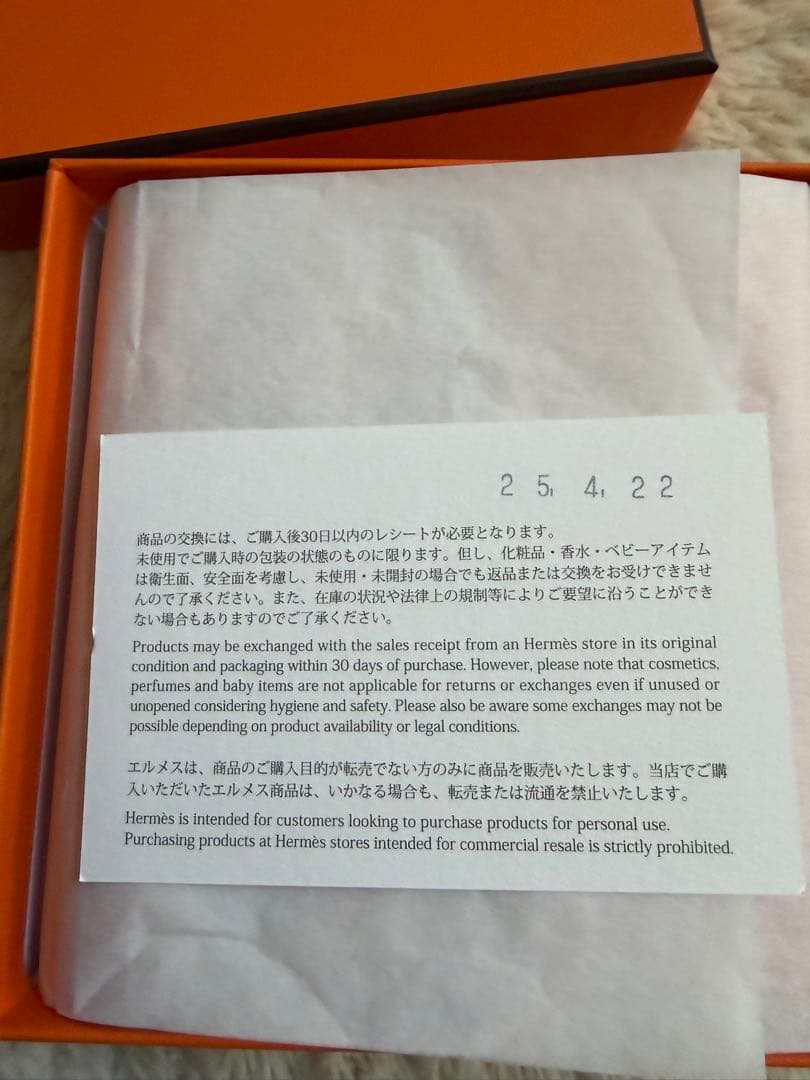 25. 4. 22
商品の交換には、ご購入後30日以内のレシートが必要となります。
未使用でご購入時の包装の状態のものに限ります。但し、化粧品・香水・ベビーアイテム
は衛生面、安全面を考慮し、未使用・未開封の場合でも返品または交換をお受けできませ
んので了承ください。また、在庫の状況や法律上の規制等によりご要望に沿うことができ
ない場合もありますのでご了承ください。
Products may be exchanged with the sales receipt from an Hermès store in its original
condition and packaging within 30 days of purchase. However, please note that cosmetics,
perfumes and baby items are not applicable for returns or exchanges even if unused or
unopened considering hygiene and safety. Please also be aware some exchanges may not be
possible depending on product availability or legal conditions.
エルメスは、商品のご購入目的が転売でない方のみに商品を販売いたします。当店でご購
入いただいたエルメス商品は、いかなる場合も、転売または流通を禁止いたします。
Hermès is intended for customers looking to purchase products for personal use.
Purchasing products at Hermès stores intended for commercial resale is strictly prohibited.